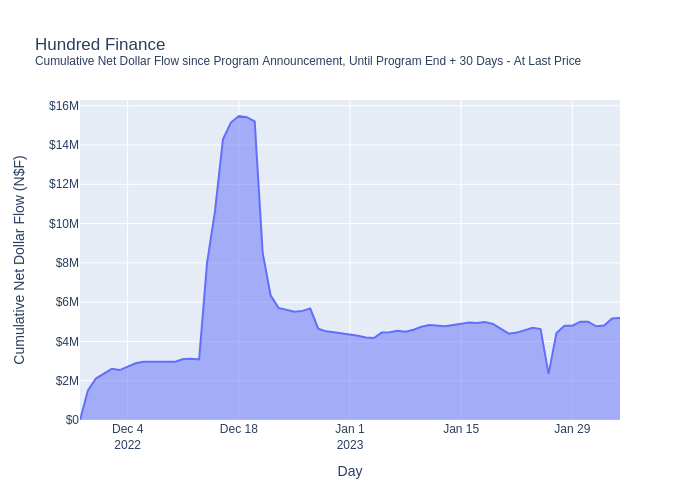 Hundred Finance
Cumulative Net Dollar Flow since Program Announcement, Until Program End + 30 Days - At Last Price
Cumulative Net Dollar Flow (N$F)
$16M
$14M
$12M
$10M
$8M
$6M
$4M
$2M
$0
Dec 4
2022
Dec 18
Jan 1
2023
Jan 15
Jan 29
Day